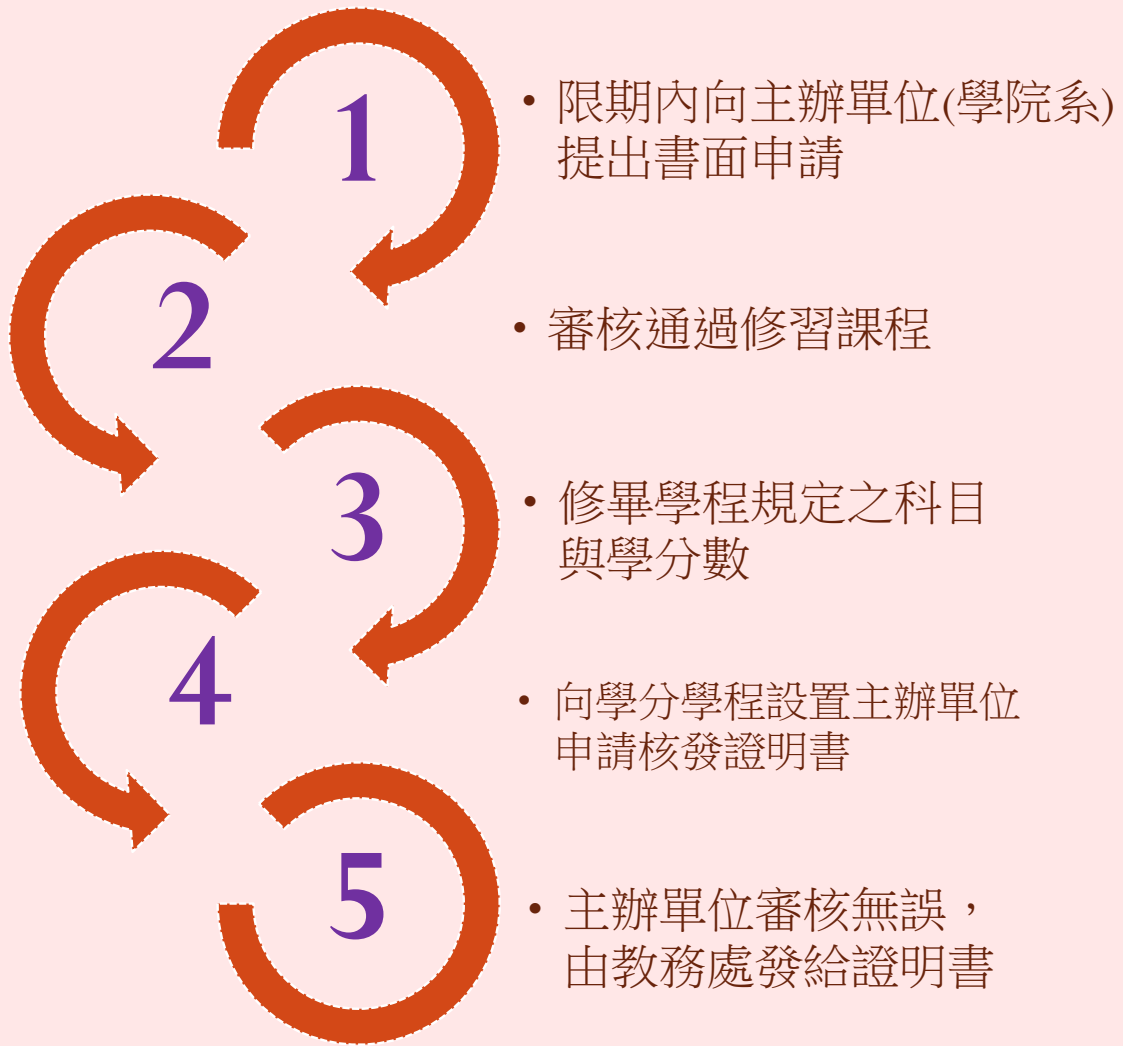 1
• 限期內向主辦單位(學院系)
提出書面申請
2
• 審核通過修習課程
3
• 修畢學程規定之科目
與學分數
4
• 向學分學程設置主辦單位
申請核發證明書
5
• 主辦單位審核無誤，
由教務處發給證明書